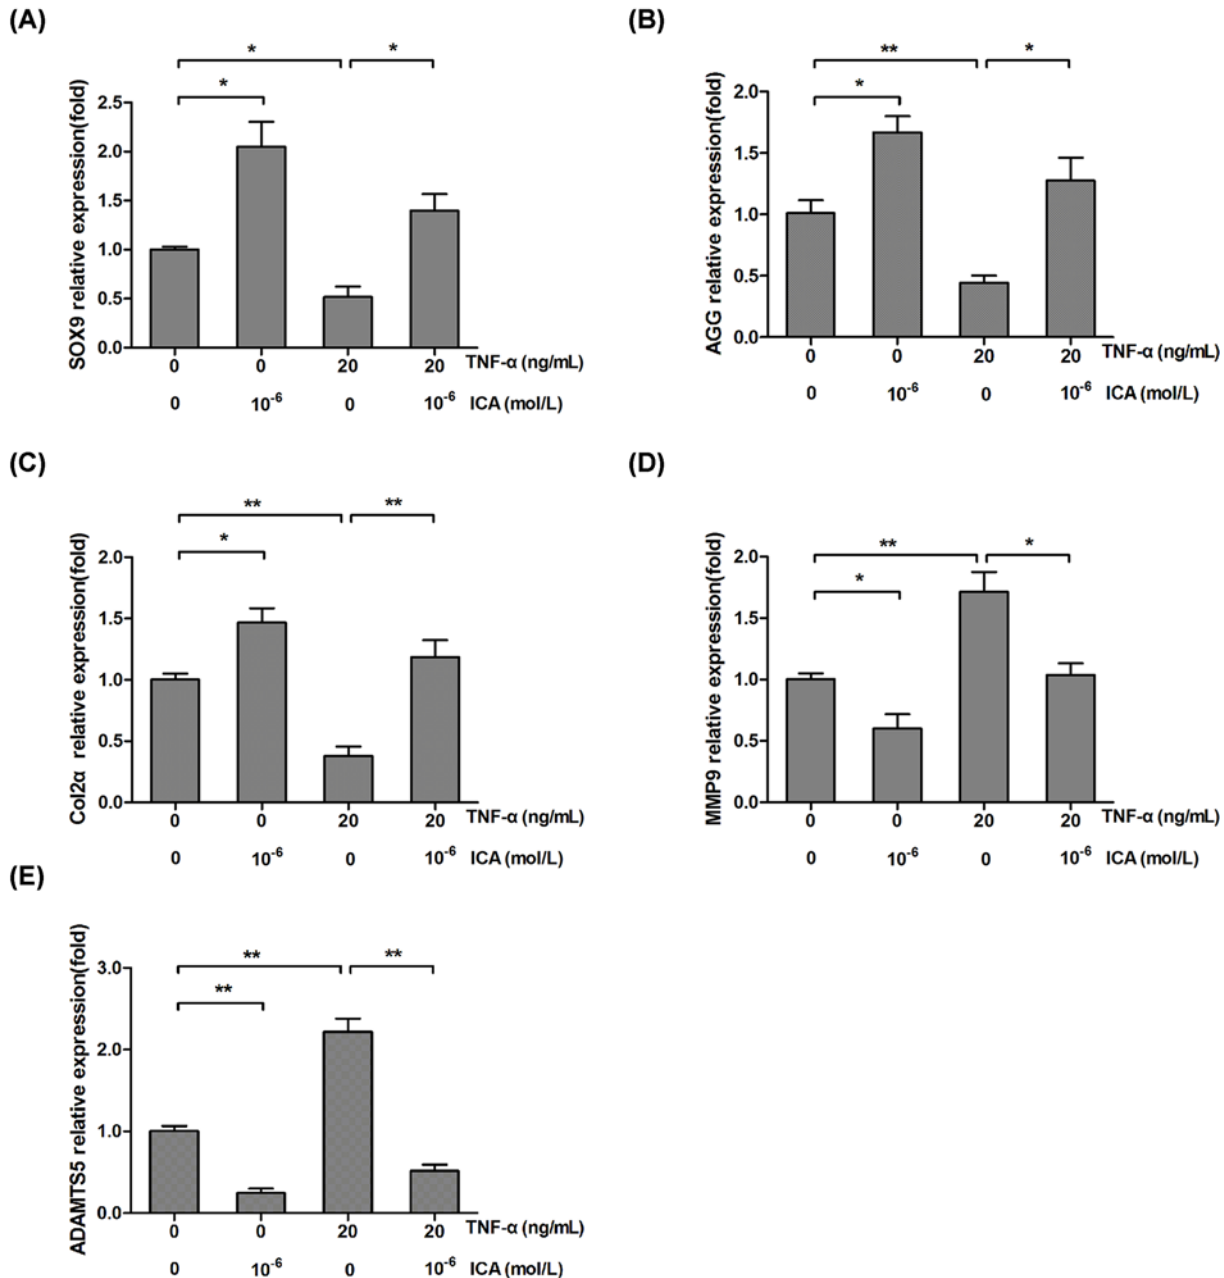 (A)
* *
*
SOX9 relative expression(fold)
2.5
2.0
1.5
1.0
0.5
0.0
0 0 20 20 TNF-α (ng/mL)
0 10⁻⁶ 0 10⁻⁶ ICA (mol/L)
(B)
** *
*
AGG relative expression(fold)
2.0
1.5
1.0
0.5
0.0
0 0 20 20 TNF-α (ng/mL)
0 10⁻⁶ 0 10⁻⁶ ICA (mol/L)
(C)
** **
*
Col2α relative expression(fold)
2.0
1.5
1.0
0.5
0.0
0 0 20 20 TNF-α (ng/mL)
0 10⁻⁶ 0 10⁻⁶ ICA (mol/L)
(D)
** *
*
MMP9 relative expression(fold)
2.0
1.5
1.0
0.5
0.0
0 0 20 20 TNF-α (ng/mL)
0 10⁻⁶ 0 10⁻⁶ ICA (mol/L)
(E)
** **
**
ADAMTS5 relative expression(fold)
3.0
2.0
1.0
0.0
0 0 20 20 TNF-α (ng/mL)
0 10⁻⁶ 0 10⁻⁶ ICA (mol/L)